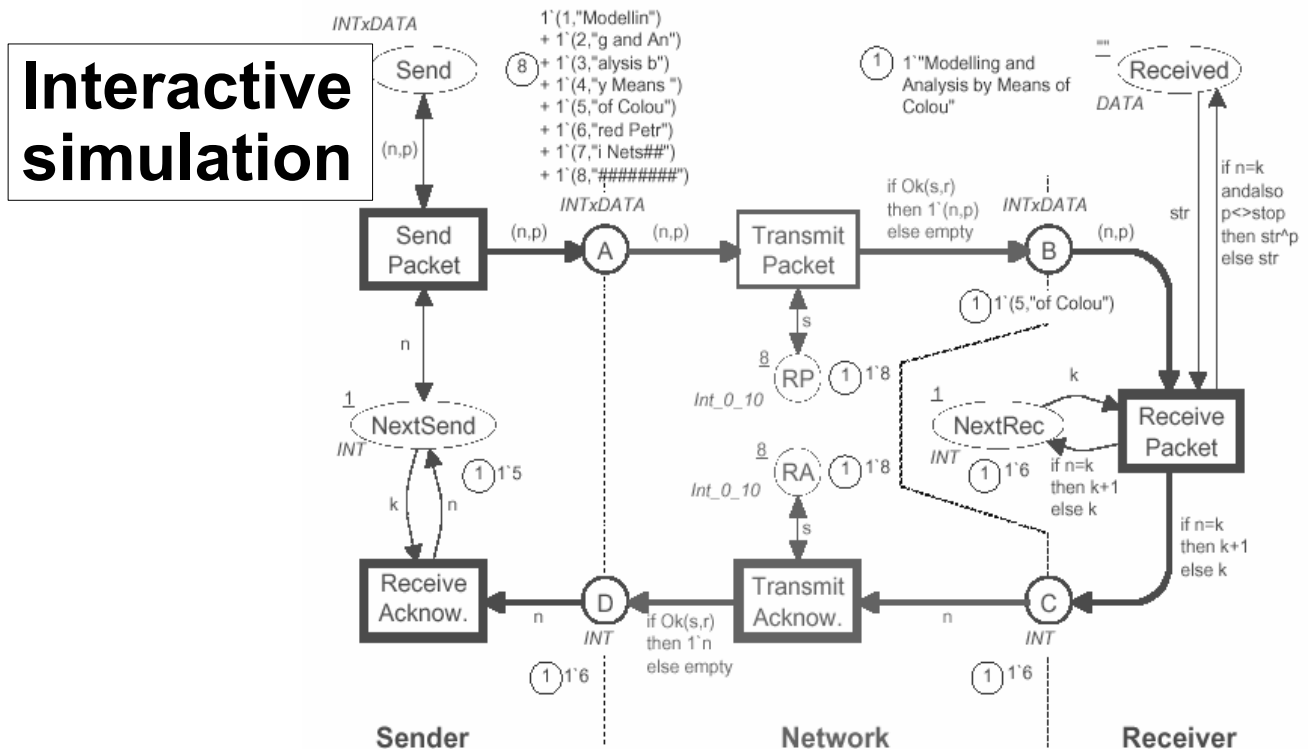 Interactive
simulation
INTxDATA
Send
8
1`(1,"Modellin")
+ 1`(2,"g and An")
+ 1`(3,"alysis b")
+ 1`(4,"y Means ")
+ 1`(5,"of Colou")
+ 1`(6,"red Petr")
+ 1`(7,"i Nets##")
+ 1`(8,"########")
1
1`"Modelling and
Analysis by Means of
Colou"
""
Received
DATA
(n,p)
INTxDATA
if Ok(s,r)
then 1`(n,p)
else empty
INTxDATA
str
if n=k
andalso
p<>stop
then str^p
else str
Send
Packet
(n,p)
A
(n,p)
Transmit
Packet
B
(n,p)
1
1`(5,"of Colou")
n
s
8
RP
1
1`8
Int_0_10
k
1
NextSend
INT
1
1`5
8
RA
1
1`8
Int_0_10
1
NextRec
INT
1
1`6
if n=k
then k+1
else k
Receive
Packet
k
n
s
if n=k
then k+1
else k
Receive
Acknow.
n
D
INT
if Ok(s,r)
then 1`n
else empty
Transmit
Acknow.
n
C
INT
1
1`6
1
1`6
Sender
Network
Receiver